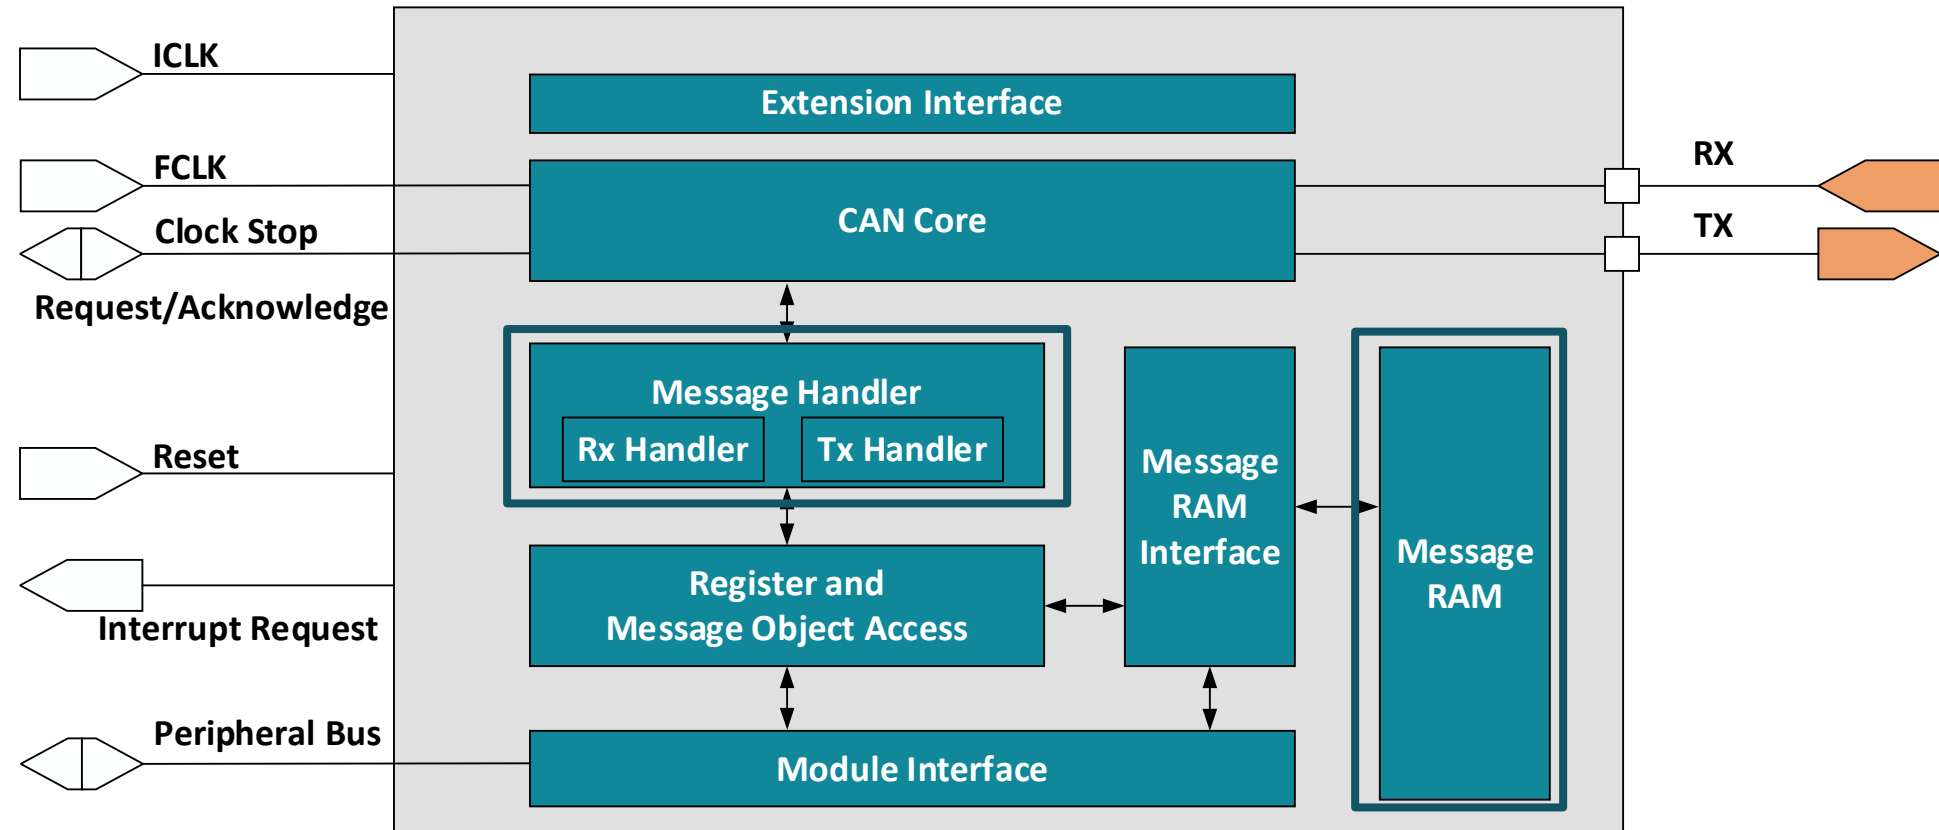 ICLK
Extension Interface
FCLK
RX
Clock Stop
CAN Core
TX
Request/Acknowledge
Message Handler
Rx Handler
Tx Handler
Reset
Message
RAM
Interface
Message
RAM
Register and
Message Object Access
Interrupt Request
Peripheral Bus
Module Interface